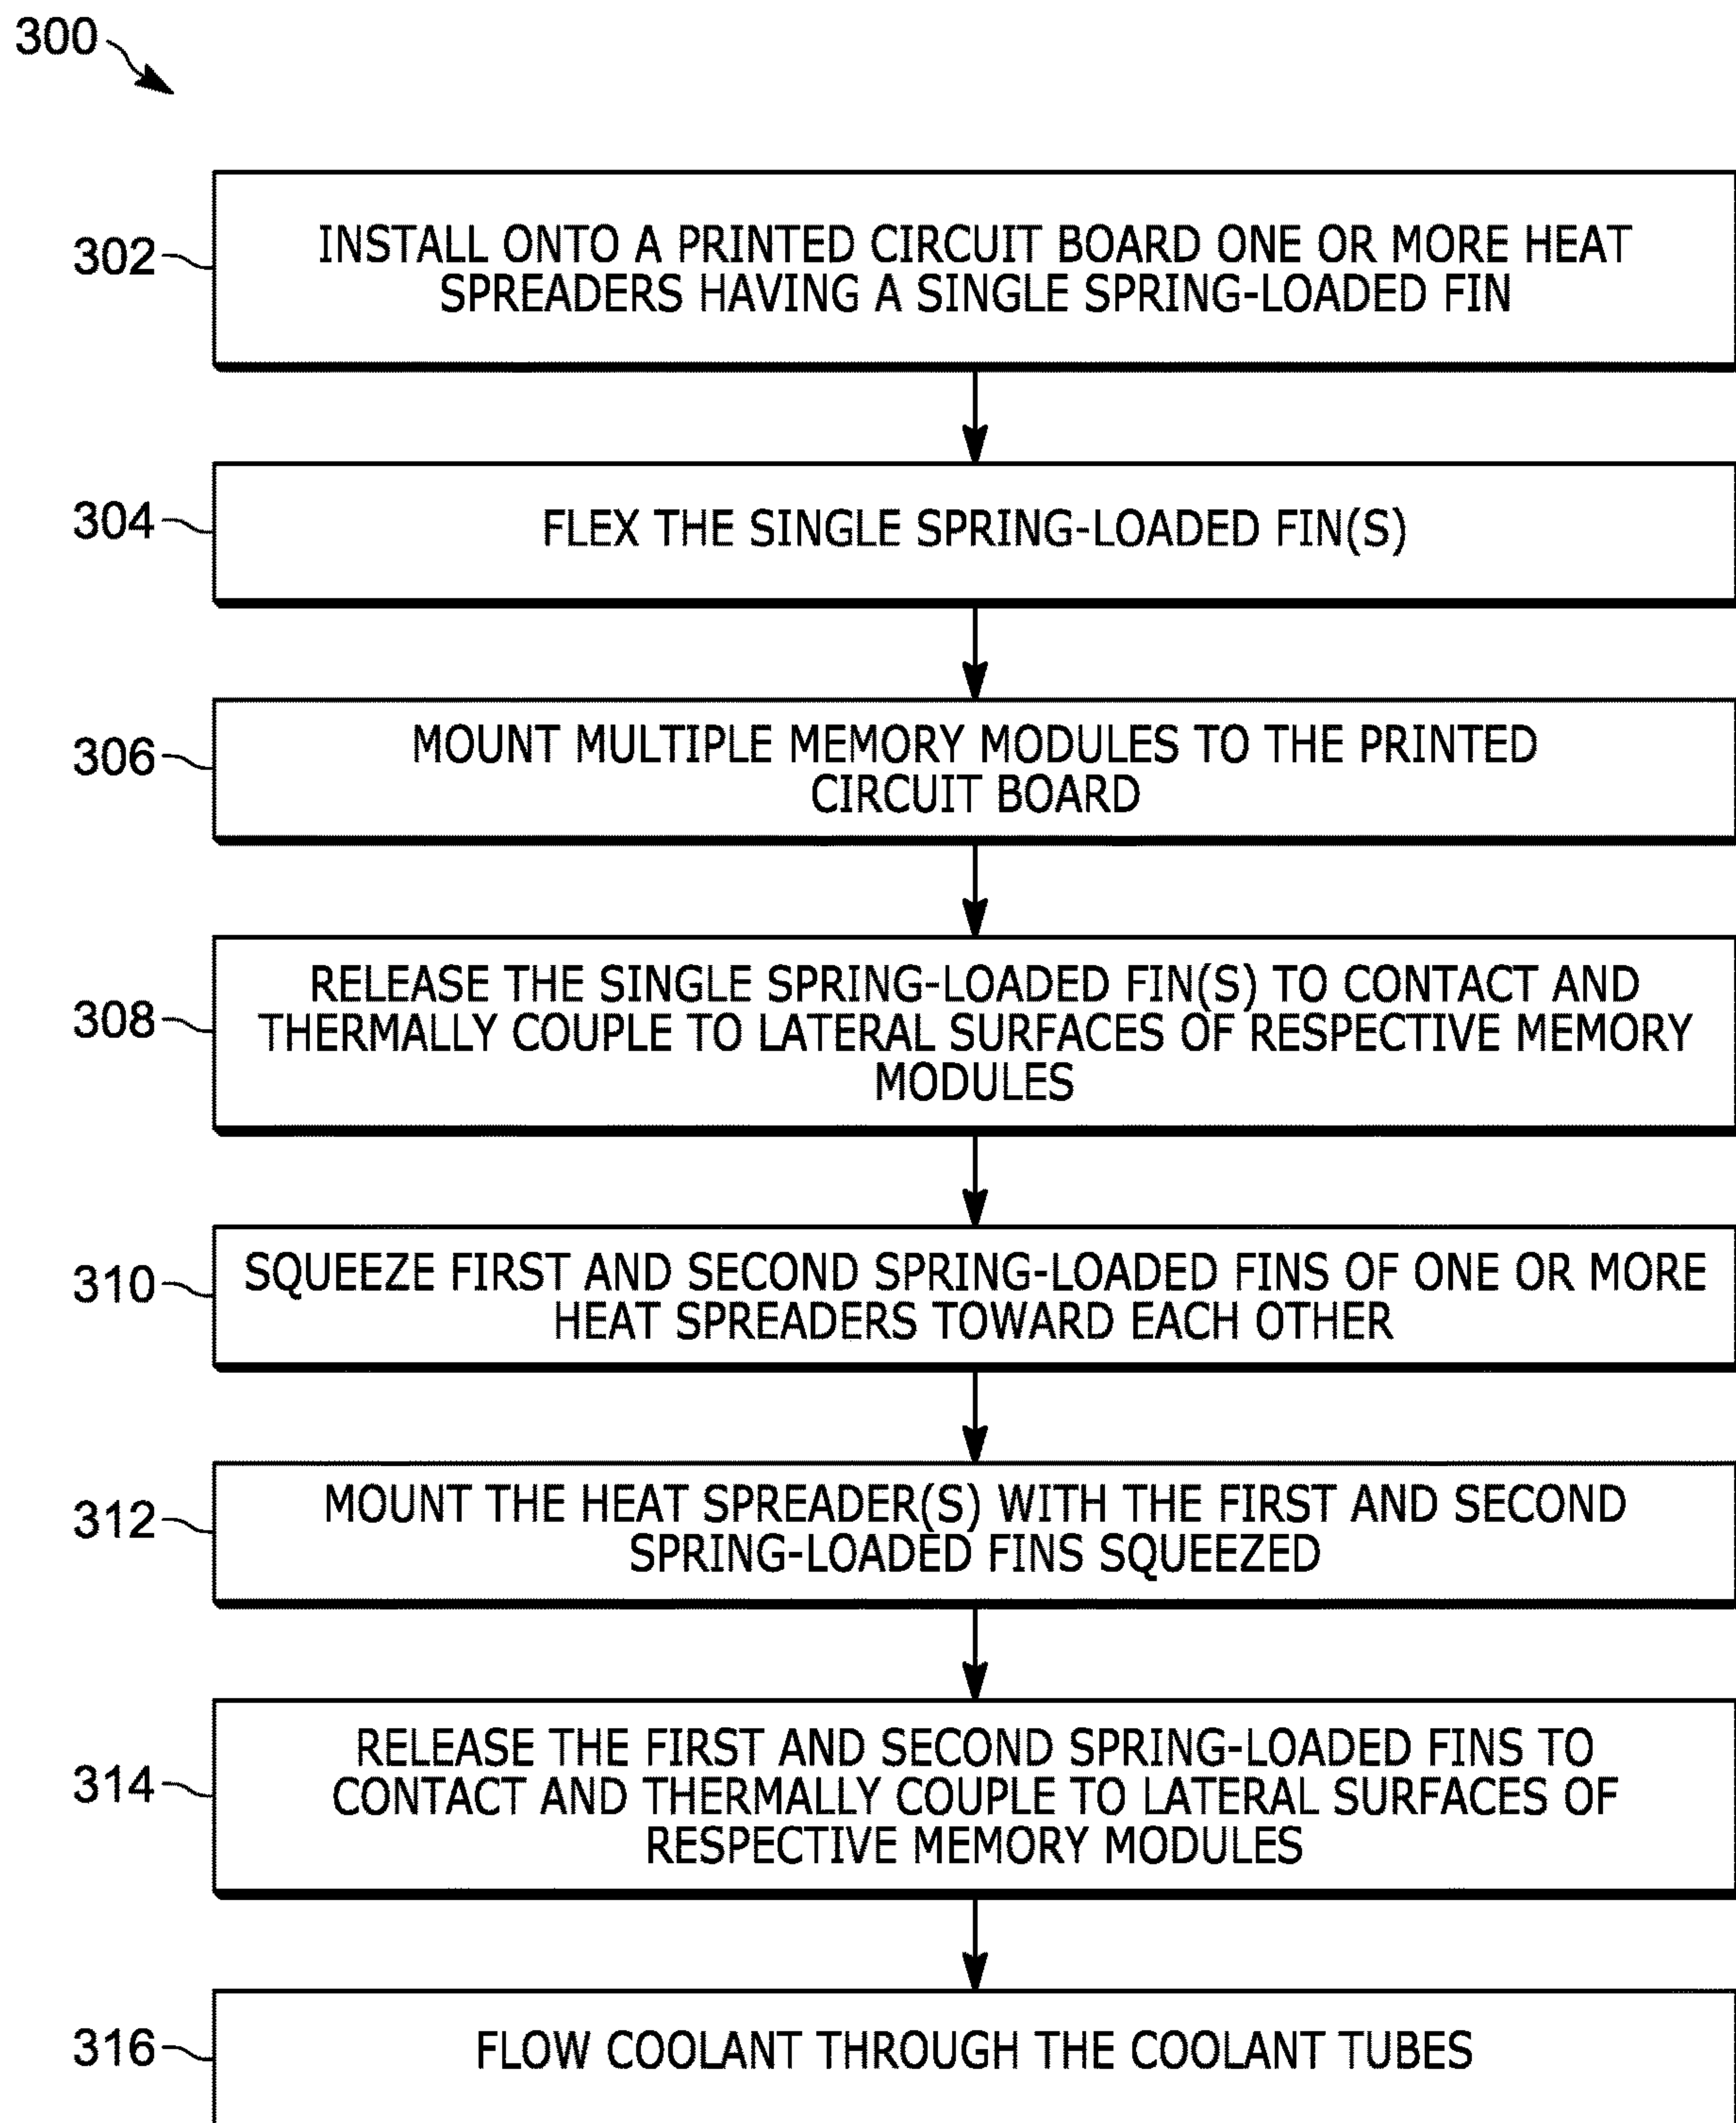 300
302
INSTALL ONTO A PRINTED CIRCUIT BOARD ONE OR MORE HEAT
SPREADERS HAVING A SINGLE SPRING-LOADED FIN
304
FLEX THE SINGLE SPRING-LOADED FIN(S)
306
MOUNT MULTIPLE MEMORY MODULES TO THE PRINTED
CIRCUIT BOARD
308
RELEASE THE SINGLE SPRING-LOADED FIN(S) TO CONTACT AND
THERMALLY COUPLE TO LATERAL SURFACES OF RESPECTIVE MEMORY
MODULES
310
SQUEEZE FIRST AND SECOND SPRING-LOADED FINS OF ONE OR MORE
HEAT SPREADERS TOWARD EACH OTHER
312
MOUNT THE HEAT SPREADER(S) WITH THE FIRST AND SECOND
SPRING-LOADED FINS SQUEEZED
314
RELEASE THE FIRST AND SECOND SPRING-LOADED FINS TO
CONTACT AND THERMALLY COUPLE TO LATERAL SURFACES OF
RESPECTIVE MEMORY MODULES
316
FLOW COOLANT THROUGH THE COOLANT TUBES